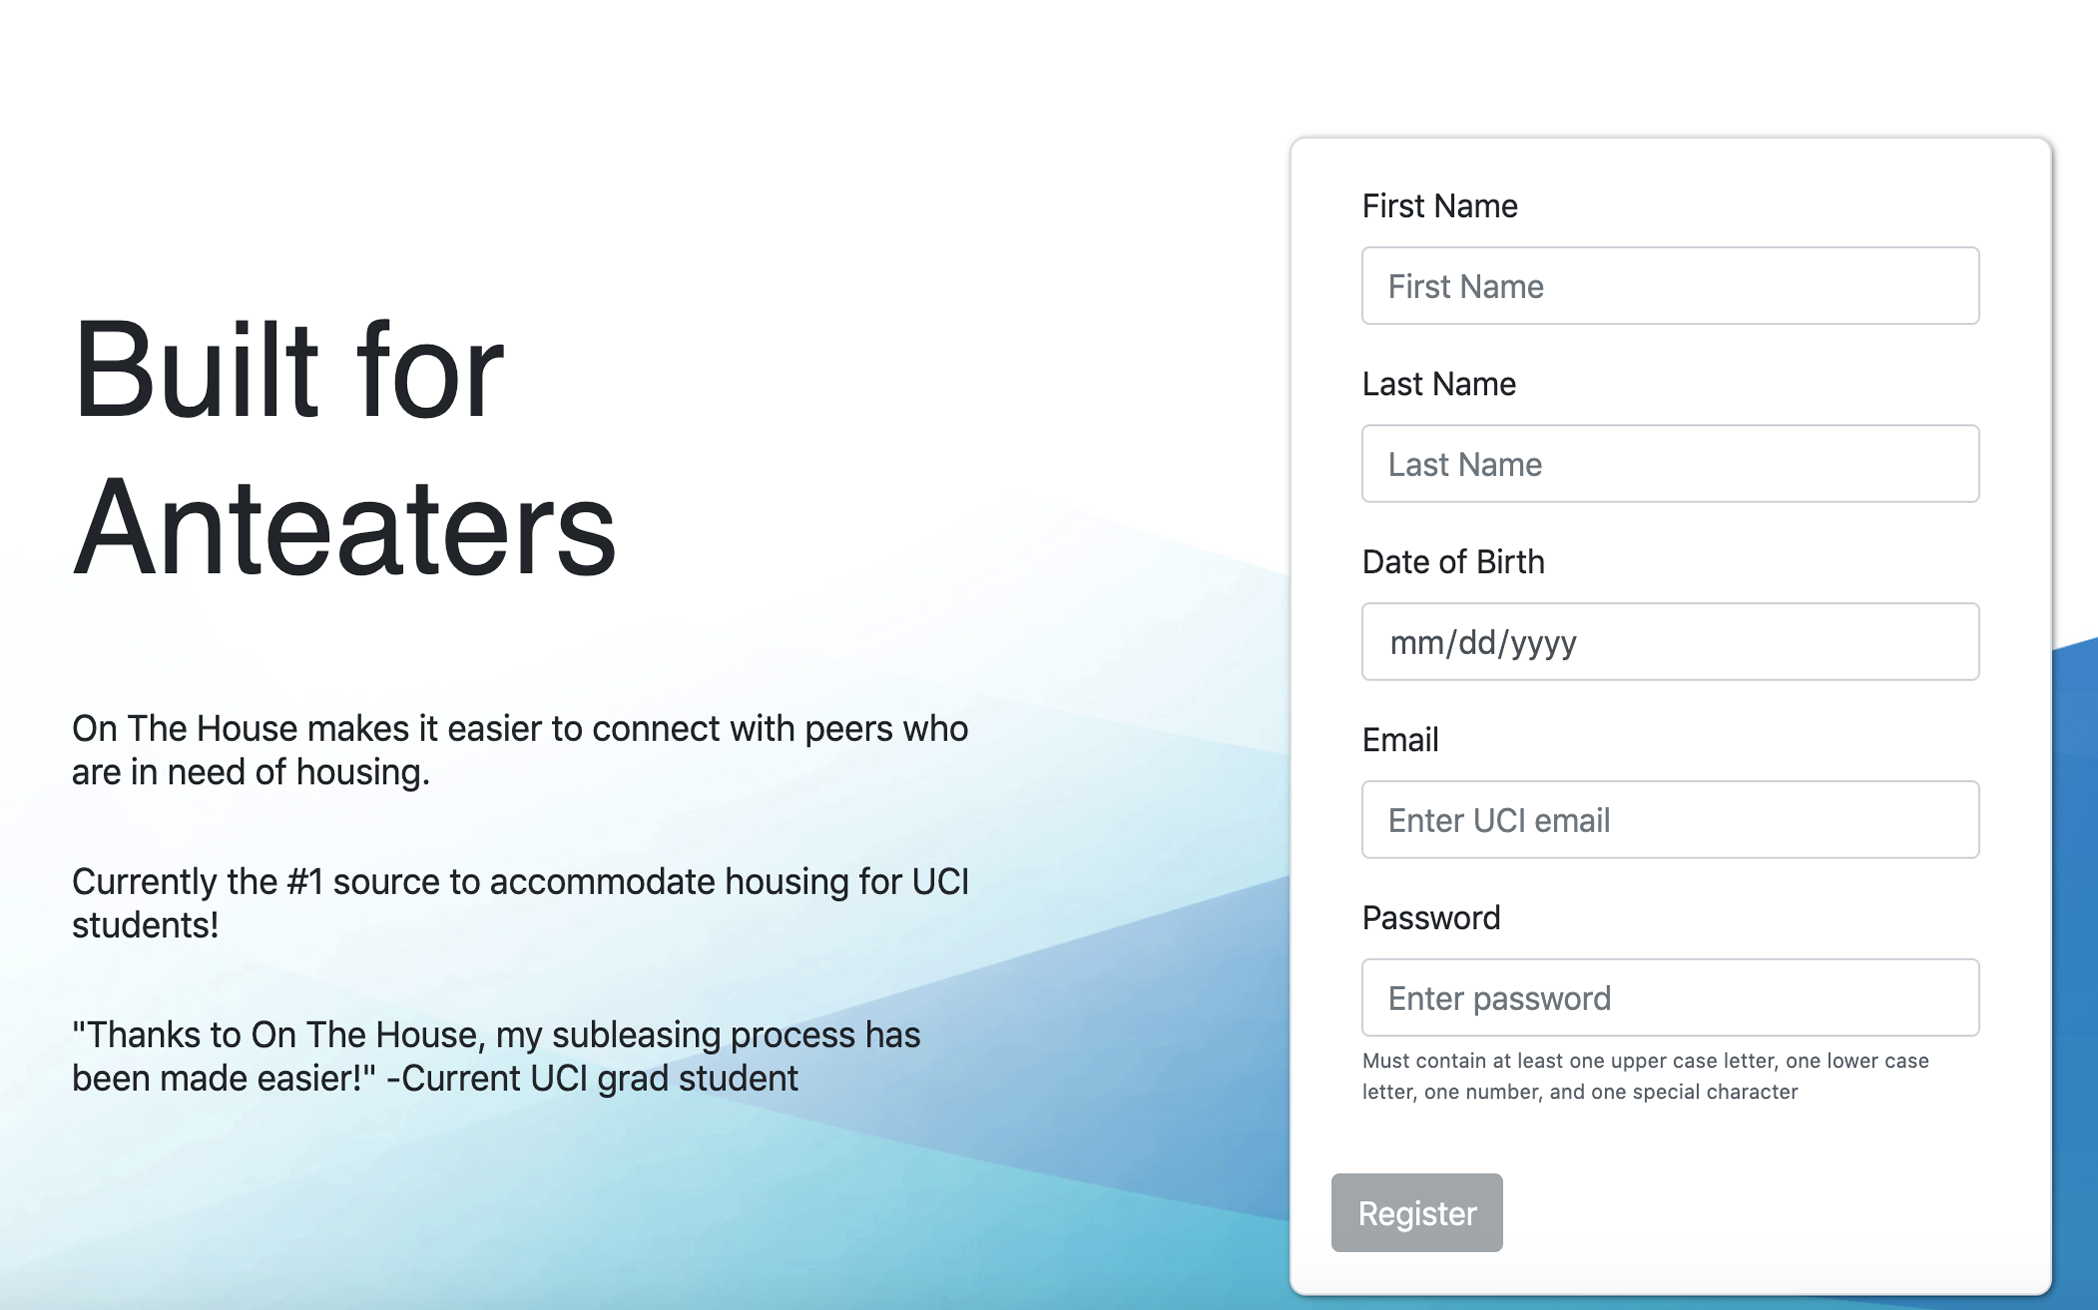 Built for
Anteaters
On The House makes it easier to connect with peers who
are in need of housing.
Currently the #1 source to accommodate housing for UCI
students!
"Thanks to On The House, my subleasing process has
been made easier!" -Current UCI grad student
First Name
First Name
Last Name
Last Name
Date of Birth
mm/dd/yyyy
Email
Enter UCI email
Password
Enter password
Must contain at least one upper case letter, one lower case
letter, one number, and one special character
Register